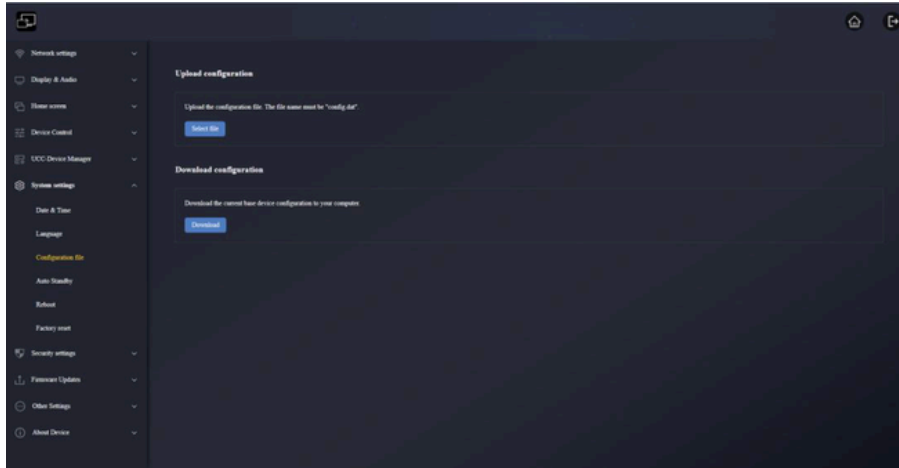 Network settings
Display & Audio
Home screen
Device Control
UCC-Device Manager
System settings
Date & Time
Language
Configuration file
Auto Standby
Reboot
Factory reset
Security settings
Firmware Updates
Other Settings
About Device
Upload configuration
Upload the configuration file. The file name must be "config.dat".
Select file
Download configuration
Download the current base device configuration to your computer.
Download